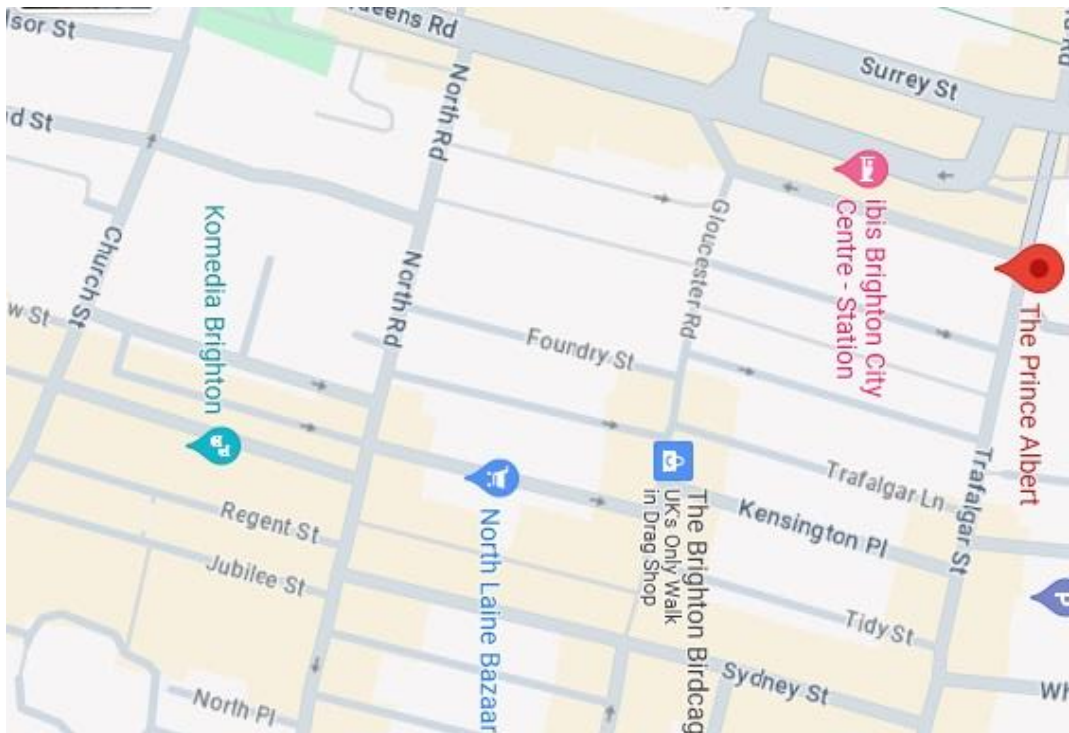 sor St
ueens Rd
Surrey St
d St
North Rd
Gloucester Rd
ibis Brighton City
Centre - Station
The Prince Albert
Church St
Komedia Brighton
North Rd
w St
Foundry St
Trafalgar Ln
Trafalgar St
Kensington Pl
The Brighton Birdcag
UK's Only Walk
in Drag Shop
North Laine Bazaar
Regent St
Jubilee St
Tidy St
Sydney St
North Pl
Wh
P